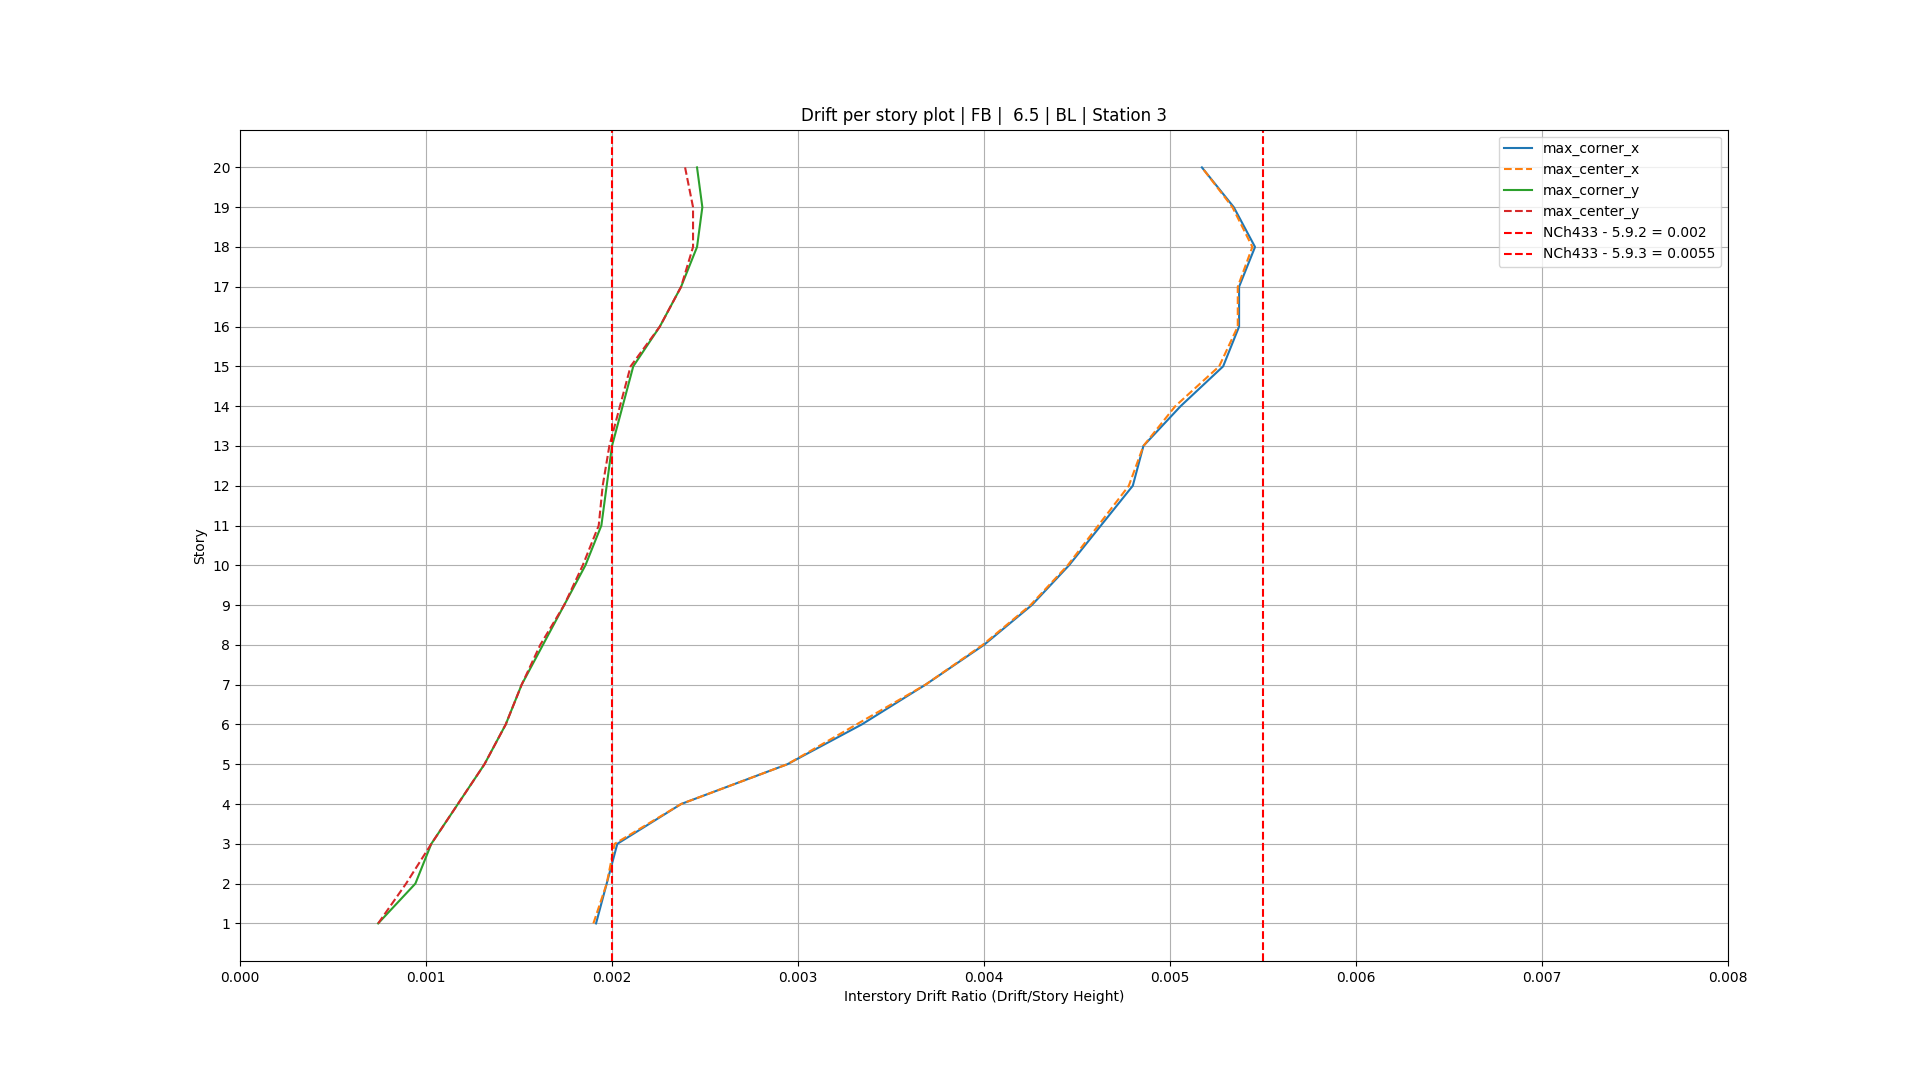 Drift per story plot | FB |  6.5 | BL | Station 3
max_corner_x
max_center_x
max_corner_y
max_center_y
NCh433 - 5.9.2 = 0.002
NCh433 - 5.9.3 = 0.0055
20
19
18
17
16
15
14
13
12
11
10
9
8
7
6
5
4
3
2
1
Story
0.000 0.001 0.002 0.003 0.004 0.005 0.006 0.007 0.008
Interstory Drift Ratio (Drift/Story Height)